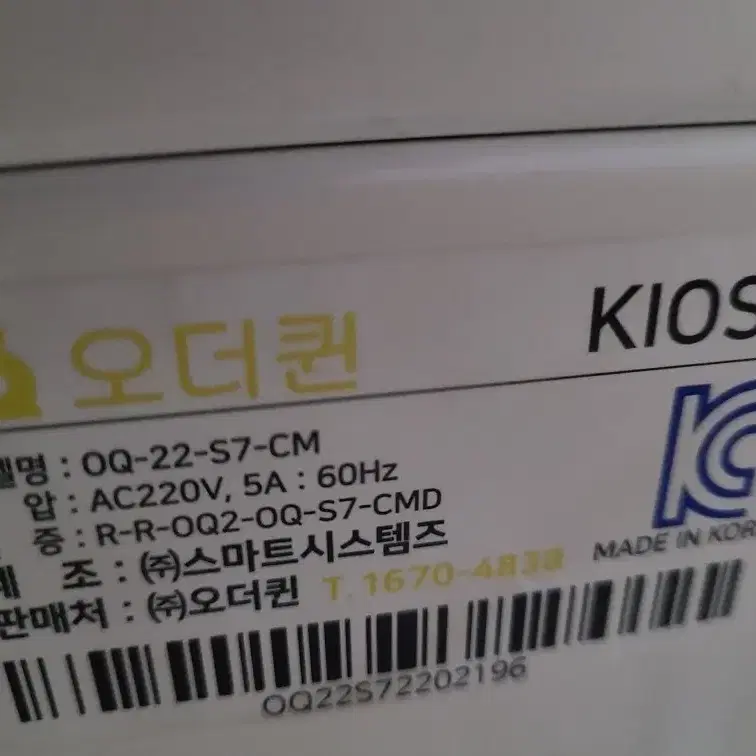 오더퀸
KIOS
델명 : OQ-22-S7-CM
압 : AC220V, 5A : 60Hz
증 : R-R-OQ2-OQ-S7-CMD
제 조 : ㈜스마트시스템즈
판매처 : ㈜오더퀸 T. 1670-4838
MADE IN KOR
OQ22S72202196